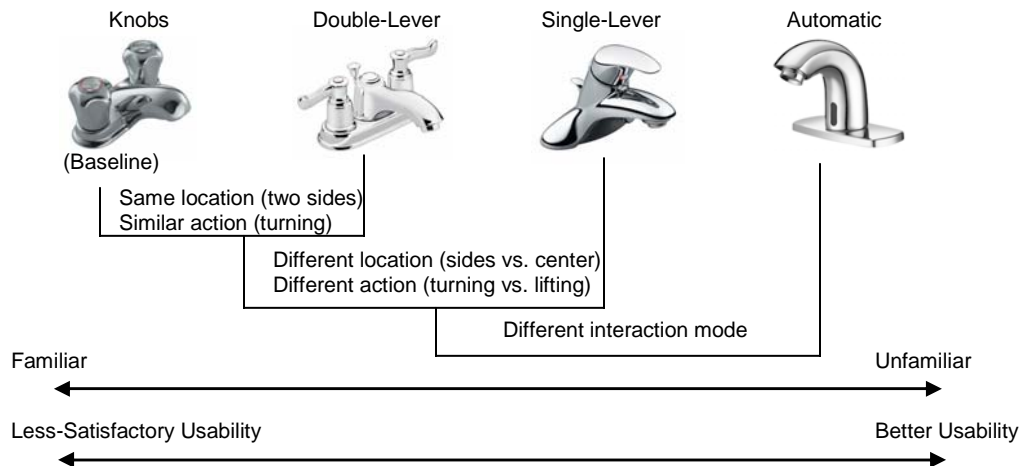 Knobs Double-Lever Single-Lever Automatic
(Baseline)
Same location (two sides)
Similar action (turning)
Different location (sides vs. center)
Different action (turning vs. lifting)
Different interaction mode
Familiar Unfamiliar
Less-Satisfactory Usability Better Usability